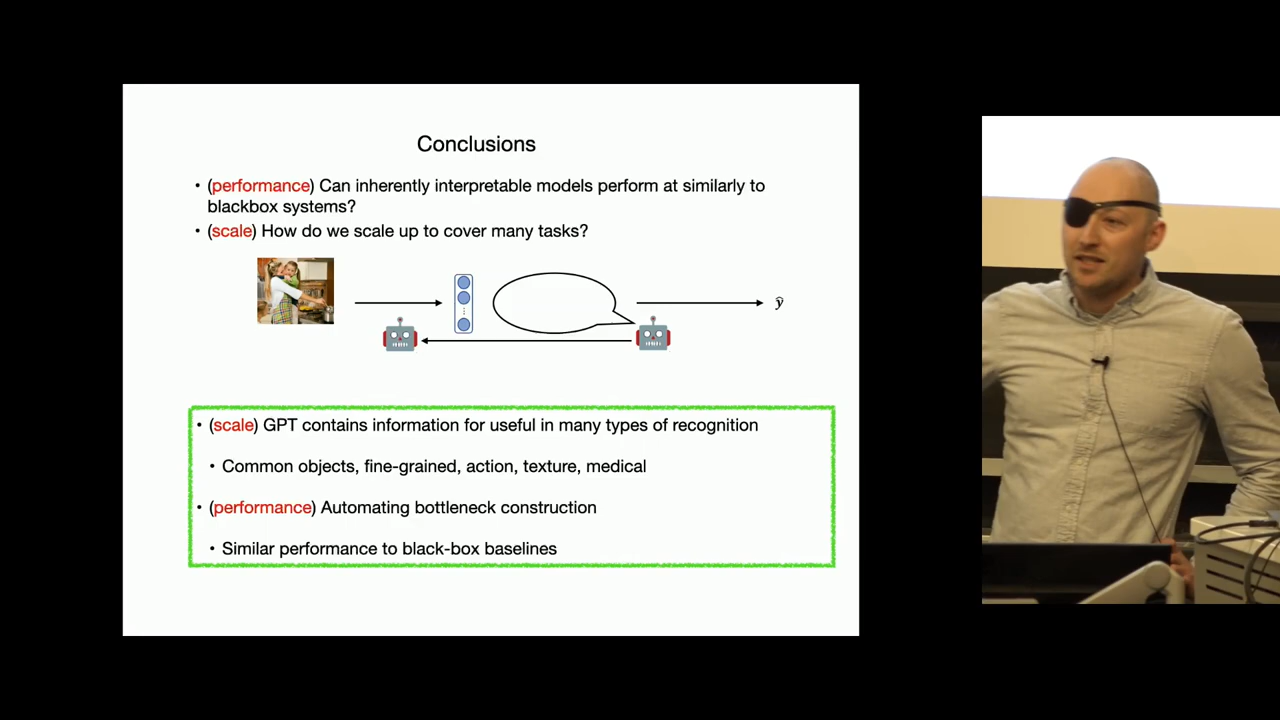 Conclusions
• (performance) Can inherently interpretable models perform at similarly to
blackbox systems?
• (scale) How do we scale up to cover many tasks?
ŷ
• (scale) GPT contains information for useful in many types of recognition
• Common objects, fine-grained, action, texture, medical
• (performance) Automating bottleneck construction
• Similar performance to black-box baselines